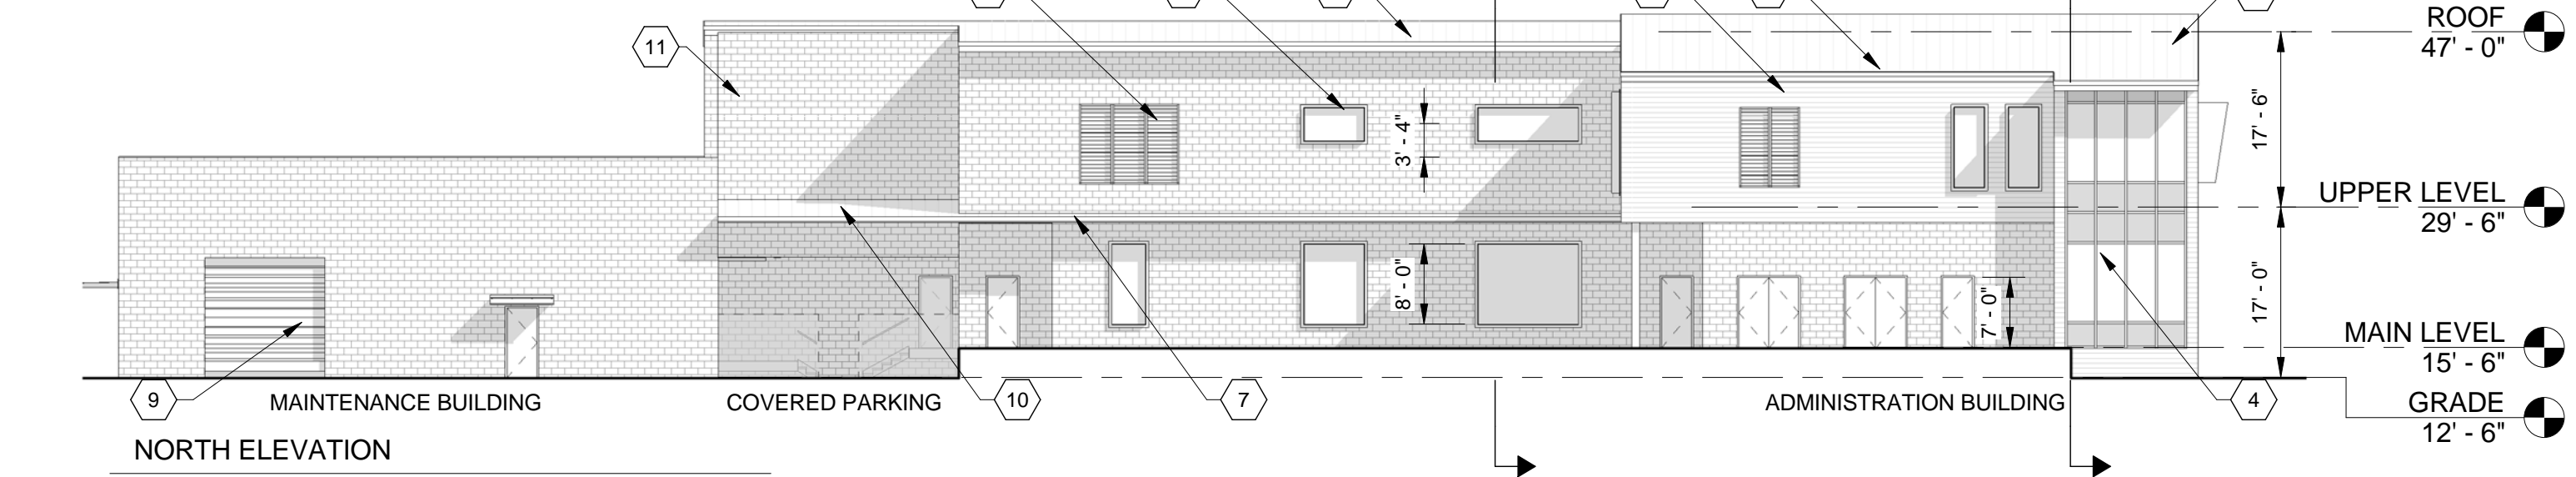 ROOF
47' - 0"
11
17' - 6"
3' - 4"
UPPER LEVEL
29' - 6"
8' - 0"
7' - 0"
17' - 0"
MAIN LEVEL
15' - 6"
9
MAINTENANCE BUILDING
COVERED PARKING
10
7
ADMINISTRATION BUILDING
4
GRADE
12' - 6"
NORTH ELEVATION